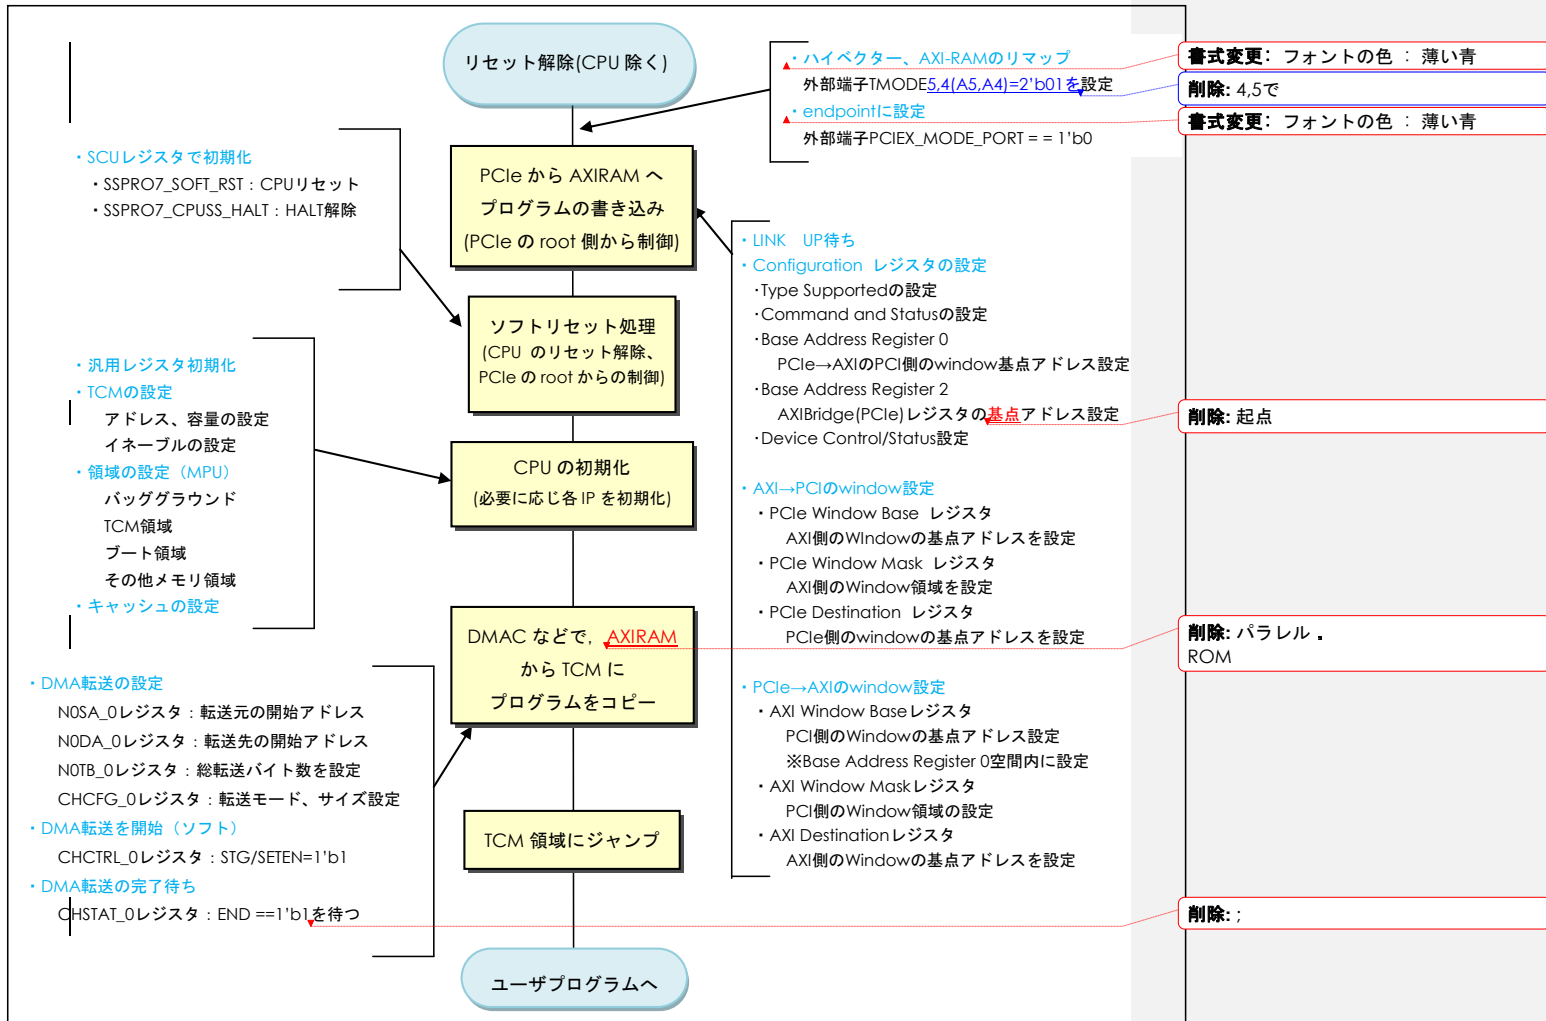 リセット解除(CPU 除く)
・ハイベクター、AXI-RAMのリマップ
外部端子TMODE5,4(A5,A4)=2'b01を設定
・endpointに設定
外部端子PCIEX_MODE_PORT = = 1'b0
書式変更: フォントの色 : 薄い青
削除: 4,5で
書式変更: フォントの色 : 薄い青
・SCUレジスタで初期化
・SSPRO7_SOFT_RST：CPUリセット
・SSPRO7_CPUSS_HALT：HALT解除
PCIe から AXIRAM へ
プログラムの書き込み
(PCIe の root 側から制御)
・LINK　UP待ち
・Configuration レジスタの設定
・Type Supportedの設定
・Command and Statusの設定
・Base Address Register 0
PCIe→AXIのPCI側のwindow基点アドレス設定
・Base Address Register 2
AXIBridge(PCIe)レジスタの基点アドレス設定
・Device Control/Status設定
削除: 起点
・AXI→PCIのwindow設定
・PCIe Window Base レジスタ
AXI側のWIndowの基点アドレスを設定
・PCIe Window Mask レジスタ
AXI側のWindow領域を設定
・PCIe Destination レジスタ
PCIe側のwindowの基点アドレスを設定
・PCIe→AXIのwindow設定
・AXI Window Baseレジスタ
PCI側のWindowの基点アドレス設定
※Base Address Register 0空間内に設定
・AXI Window Maskレジスタ
PCI側のWindow領域の設定
・AXI Destinationレジスタ
AXI側のWindowの基点アドレスを設定
ソフトリセット処理
(CPU のリセット解除、
PCIe の root からの制御)
・汎用レジスタ初期化
・TCMの設定
アドレス、容量の設定
イネーブルの設定
・領域の設定（MPU）
バッググラウンド
TCM領域
ブート領域
その他メモリ領域
・キャッシュの設定
CPU の初期化
(必要に応じ各 IP を初期化)
DMAC などで，AXIRAM
から TCM に
プログラムをコピー
削除: パラレル 。
ROM
・DMA転送の設定
N0SA_0レジスタ：転送元の開始アドレス
N0DA_0レジスタ：転送先の開始アドレス
N0TB_0レジスタ：総転送バイト数を設定
CHCFG_0レジスタ：転送モード、サイズ設定
・DMA転送を開始（ソフト）
CHCTRL_0レジスタ：STG/SETEN=1'b1
・DMA転送の完了待ち
CHSTAT_0レジスタ：END ==1'b1を待つ
削除: ;
TCM 領域にジャンプ
ユーザプログラムへ